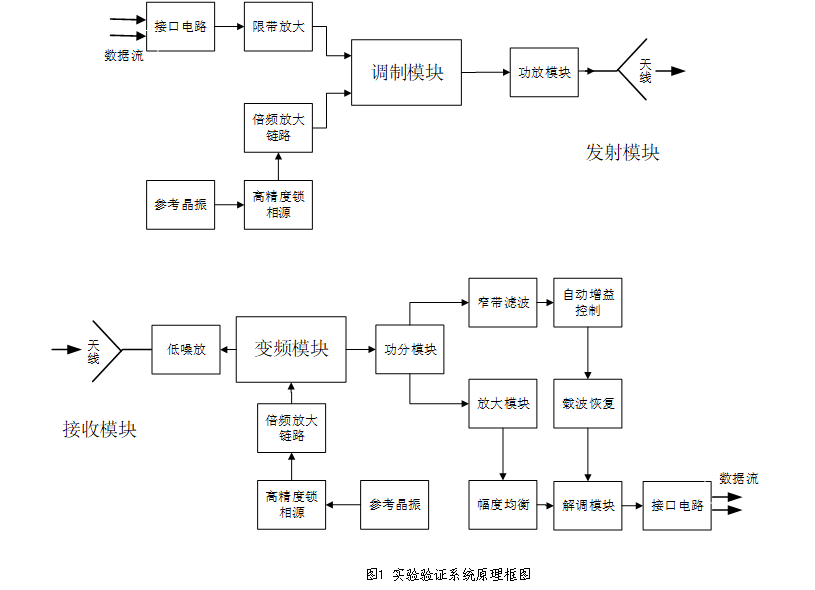 接口电路
限带放大
数据流
调制模块
功放模块
天
线
倍频放大
链路
发射模块
参考晶振
高精度锁
相源
窄带滤波
自动增益
控制
天
线
低噪放
变频模块
功分模块
接收模块
倍频放大
链路
放大模块
载波恢复
高精度锁
相源
参考晶振
幅度均衡
解调模块
接口电路
数据流
图1 实验验证系统原理框图